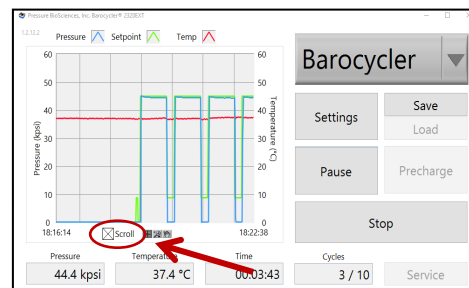 Pressure BioSciences, Inc. Barocycler® 2320EXT
1.2.12.2
Pressure Setpoint Temp
60 60
50 50
40 40
30 30
20 20
10 10
0 0
Pressure (kpsi)
Temperature (°C)
18:16:14 Scroll 18:22:38
Barocycler
Settings
Save
Load
Pause
Precharge
Stop
Pressure Temperature Time Cycles
44.4 kpsi 37.4 °C 00:03:43 3 / 10
Service